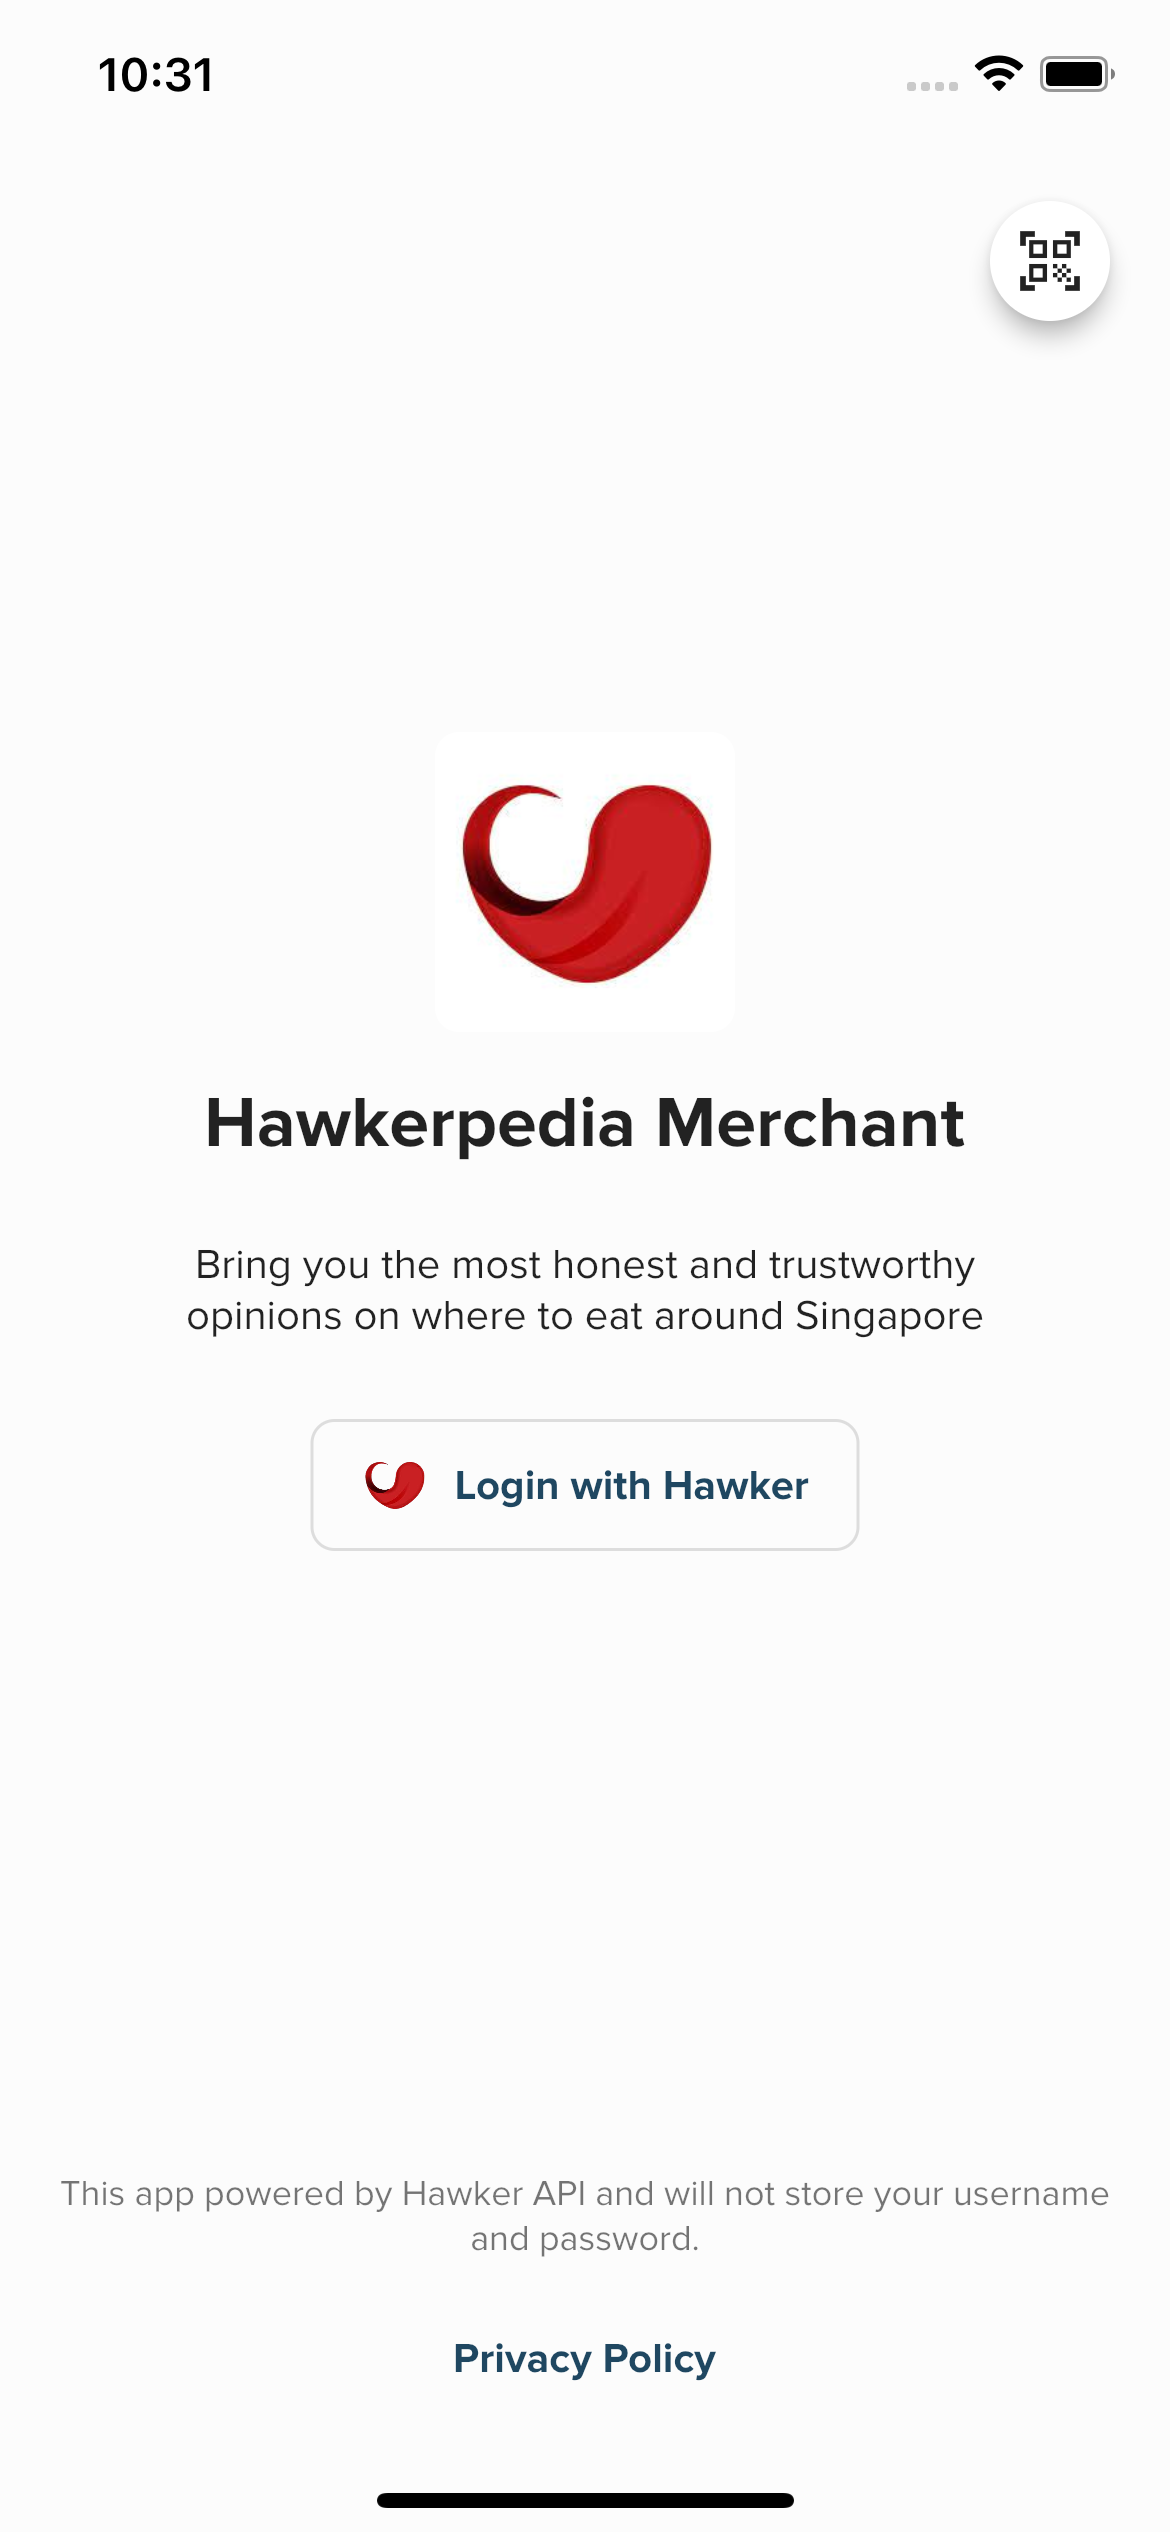 10:31
Hawkerpedia Merchant
Bring you the most honest and trustworthy
opinions on where to eat around Singapore
Login with Hawker
This app powered by Hawker API and will not store your username
and password.
Privacy Policy